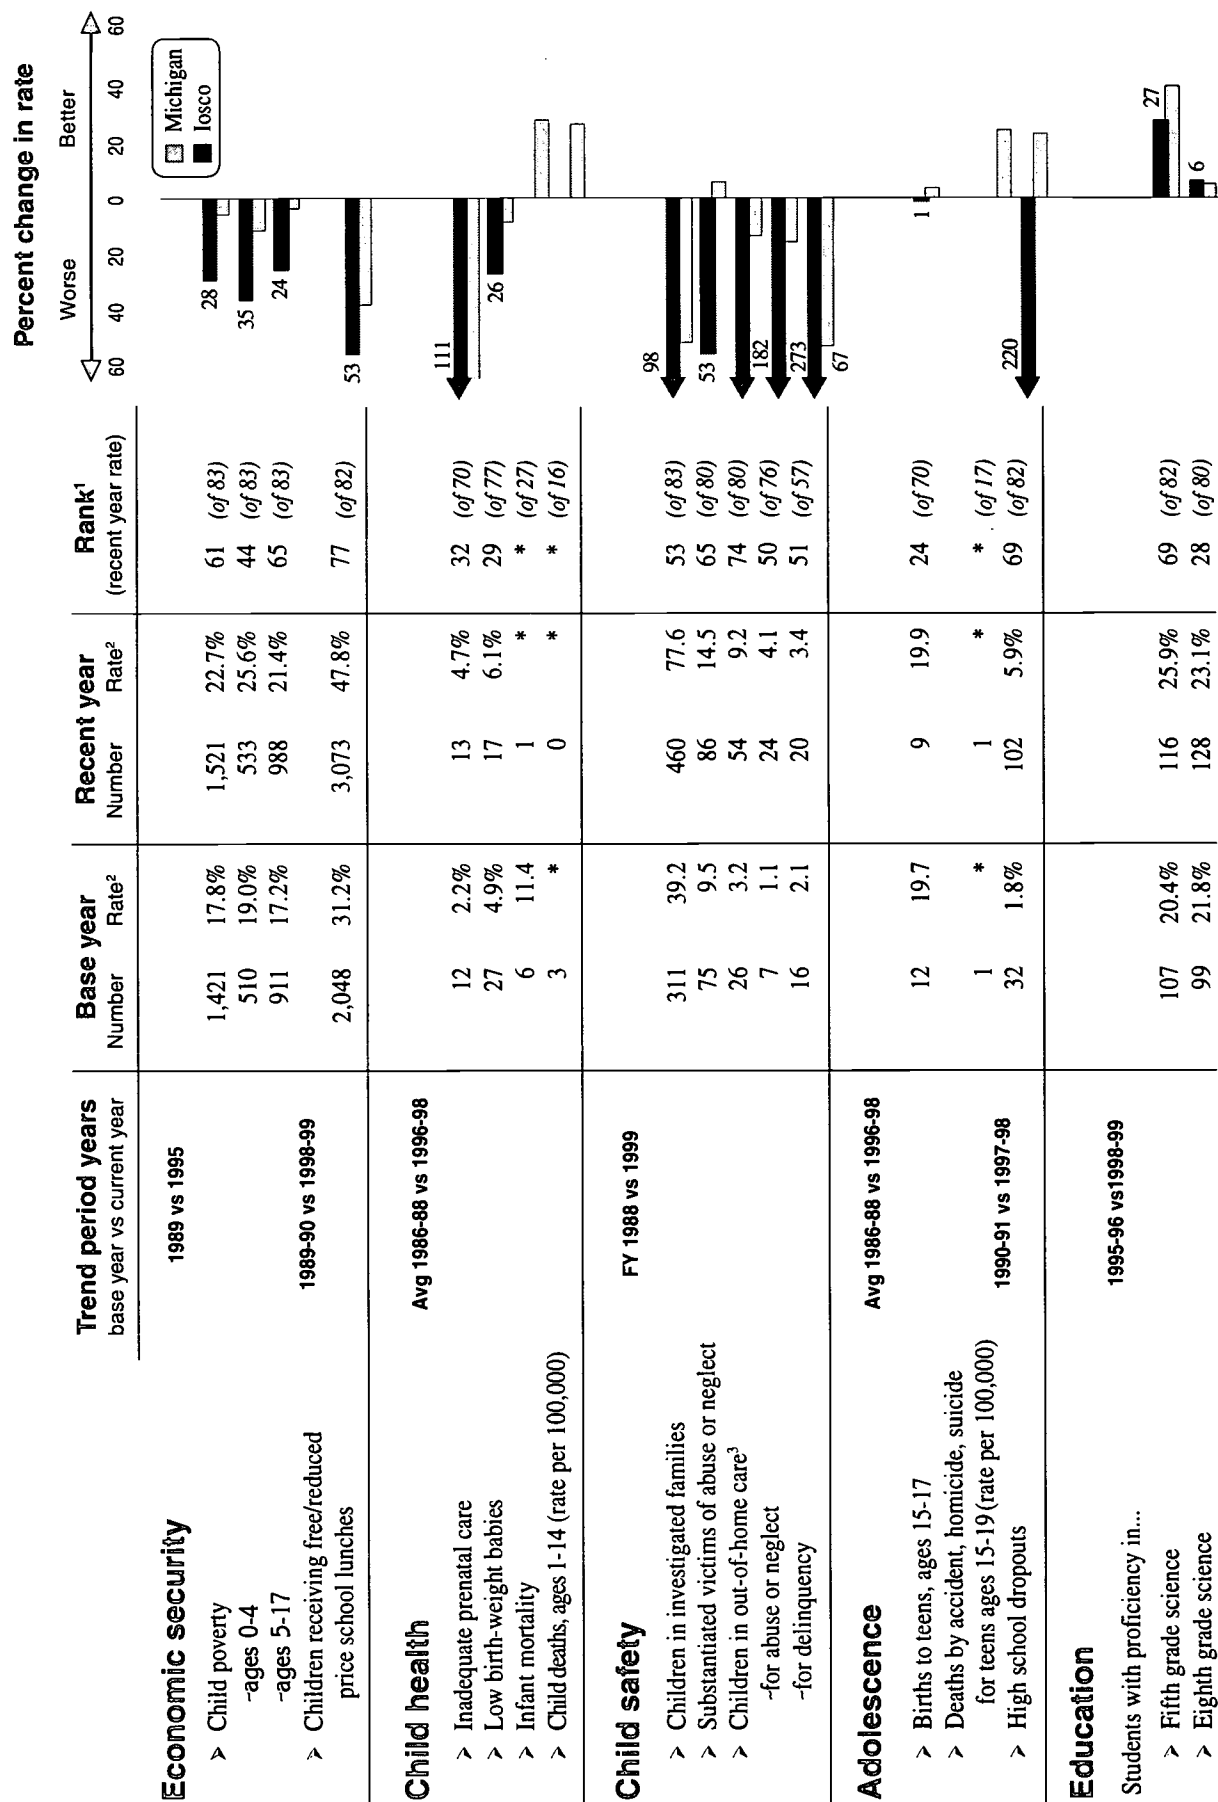 Trend period years Base year Recent year Rank¹ Percent change in rate
base year vs current year Number Rate² Number Rate² (recent year rate) Worse Better
60 40 20 0 20 40 60
Michigan
Iosco
Economic security
1989 vs 1995
➤ Child poverty 1,421 17.8% 1,521 22.7% 61 (of 83) 28
-ages 0-4 510 19.0% 533 25.6% 44 (of 83) 35
-ages 5-17 911 17.2% 988 21.4% 65 (of 83) 24
➤ Children receiving free/reduced 1989-90 vs 1998-99
price school lunches 2,048 31.2% 3,073 47.8% 77 (of 82) 53
Child health Avg 1986-88 vs 1996-98
➤ Inadequate prenatal care 12 2.2% 13 4.7% 32 (of 70) 111
➤ Low birth-weight babies 27 4.9% 17 6.1% 29 (of 77) 26
➤ Infant mortality 6 11.4 1 * * (of 27)
➤ Child deaths, ages 1-14 (rate per 100,000) 3 * 0 * * (of 16)
Child safety FY 1988 vs 1999
➤ Children in investigated families 311 39.2 460 77.6 53 (of 83) 98
➤ Substantiated victims of abuse or neglect 75 9.5 86 14.5 65 (of 80) 53
➤ Children in out-of-home care³ 26 3.2 54 9.2 74 (of 80) 182
-for abuse or neglect 7 1.1 24 4.1 50 (of 76) 273
-for delinquency 16 2.1 20 3.4 51 (of 57) 67
Adolescence Avg 1986-88 vs 1996-98
➤ Births to teens, ages 15-17 12 19.7 9 19.9 24 (of 70) 1
➤ Deaths by accident, homicide, suicide
for teens ages 15-19 (rate per 100,000) 1 * 1 * * (of 17)
➤ High school dropouts 1990-91 vs 1997-98 32 1.8% 102 5.9% 69 (of 82) 220
Education
Students with proficiency in... 1995-96 vs1998-99
➤ Fifth grade science 107 20.4% 116 25.9% 69 (of 82) 27
➤ Eighth grade science 99 21.8% 128 23.1% 28 (of 80) 6